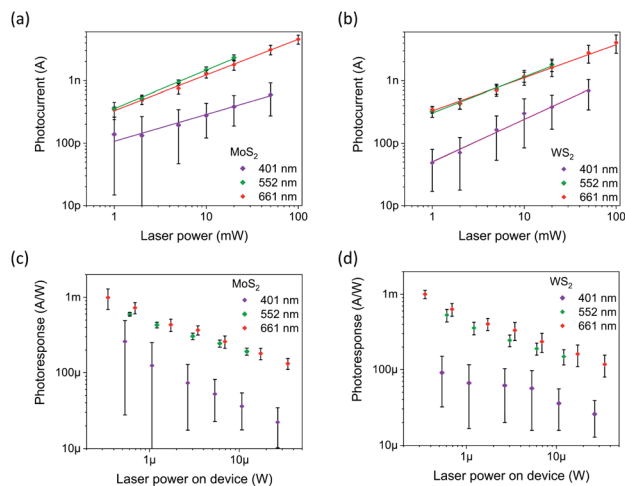 (a)
Photocurrent (A)
1n
100p
10p
MoS₂
401 nm
552 nm
661 nm
1
10
100
Laser power (mW)
(b)
Photocurrent (A)
1n
100p
10p
WS₂
401 nm
552 nm
661 nm
1
10
100
Laser power (mW)
(c)
Photoresponse (A/W)
1m
100µ
10µ
MoS₂
401 nm
552 nm
661 nm
1µ
10µ
Laser power on device (W)
(d)
Photoresponse (A/W)
1m
100µ
10µ
WS₂
401 nm
552 nm
661 nm
1µ
10µ
Laser power on device (W)